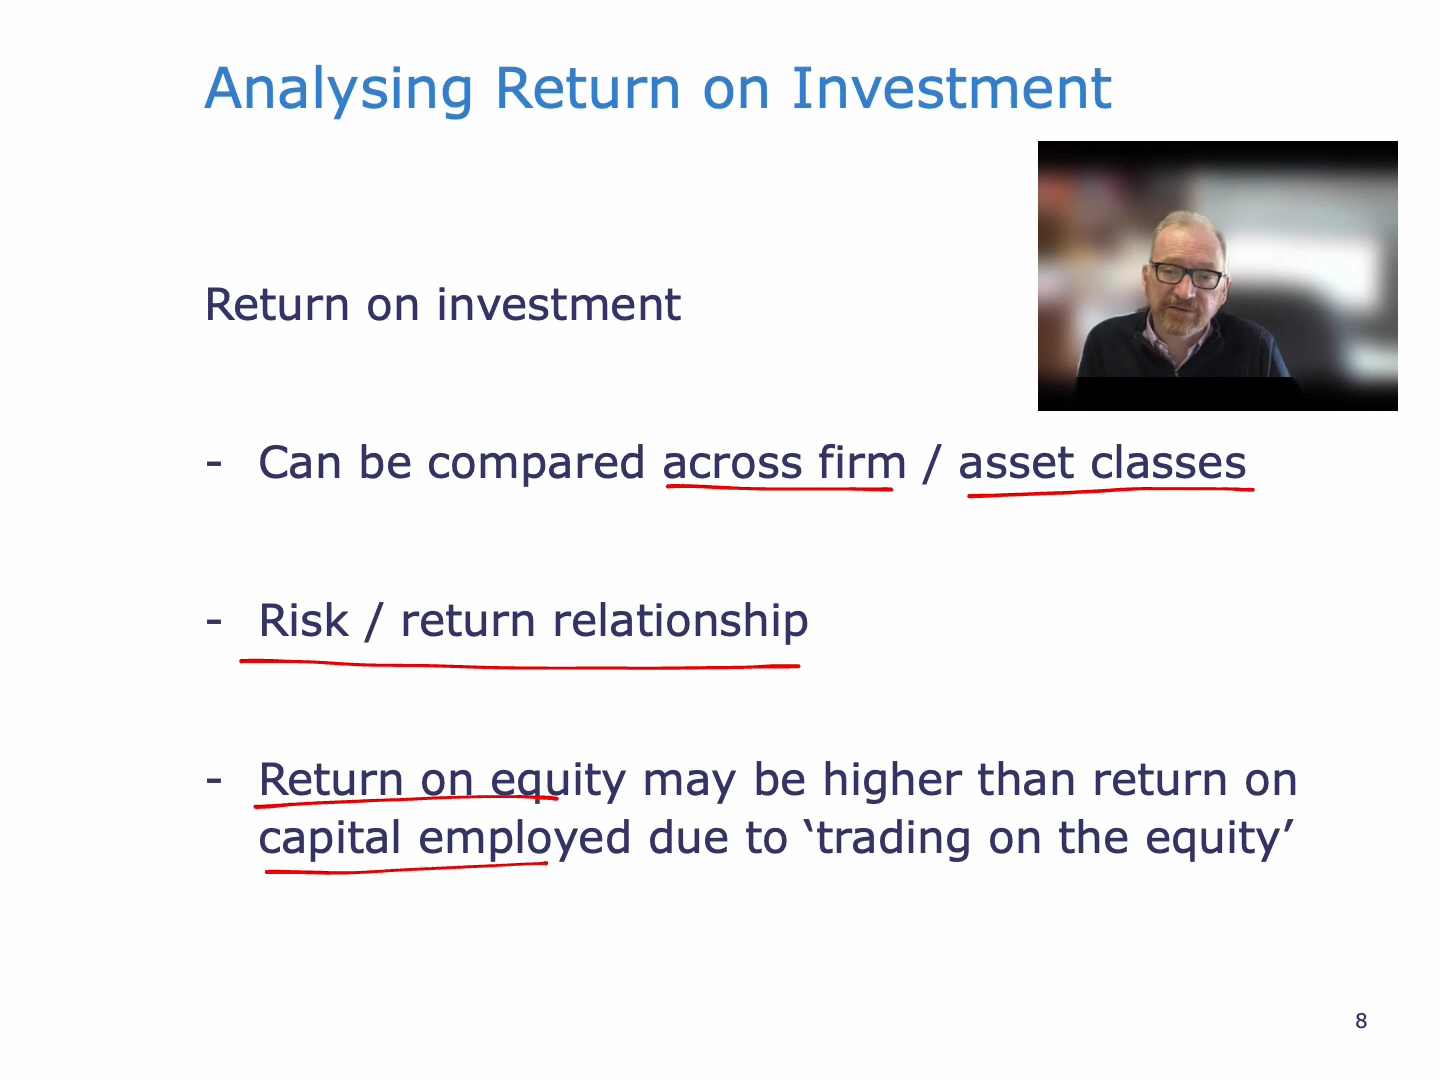 Analysing Return on Investment
Return on investment
- Can be compared across firm / asset classes
- Risk / return relationship
- Return on equity may be higher than return on
capital employed due to ‘trading on the equity’
8